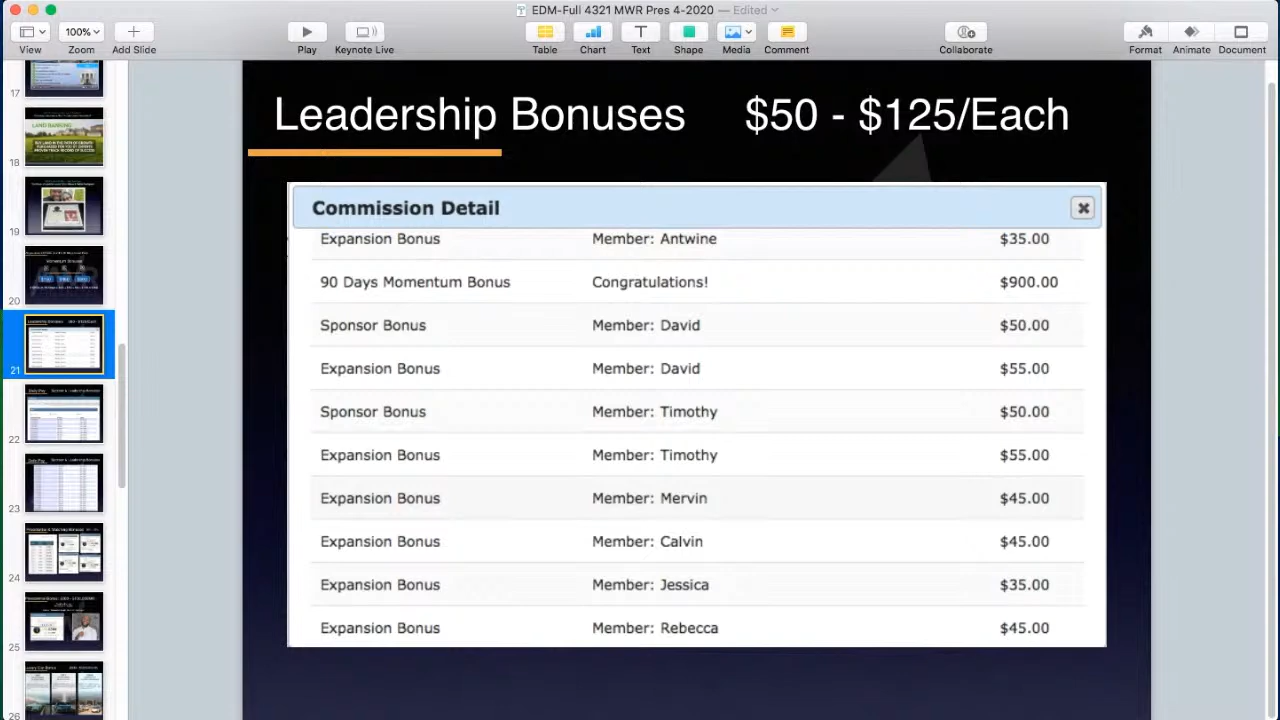 EDM-Full 4321 MWR Pres 4-2020 — Edited
100%
View
Zoom
Add Slide
Play
Keynote Live
Table
Chart
Text
Shape
Media
Comment
Collaborate
Format
Animate
Document
17
18
LAND BANKING
19
20
21
22
23
24
25
26
Leadership Bonuses $50 - $125/Each
Commission Detail
Expansion Bonus Member: Antwine $35.00
Days Momentum Congratulations! $900.00
Sponsor Bonus Member: David $50.00
Expansion Bonus Member: David $55.00
Sponsor Bonus Member: Timothy $50.00
Expansion Bonus Member: Timothy $55.00
Expansion Bonus Member: Mervin $45.00
Expansion Bonus Member: Calvin $45.00
Expansion Bonus Member: Jessica $35.00
Expansion Bonus Member: Rebecca $45.00